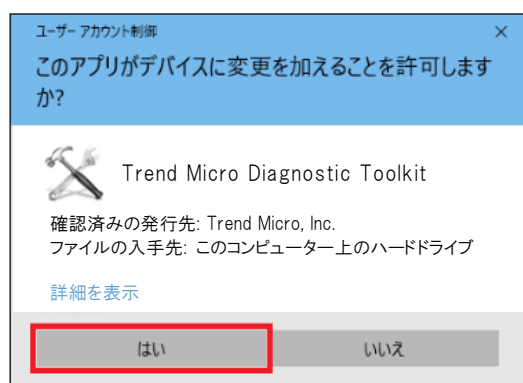 ユーザー アカウント制御
このアプリがデバイスに変更を加えることを許可します
か?
Trend Micro Diagnostic Toolkit
確認済みの発行先: Trend Micro, Inc.
ファイルの入手先: このコンピューター上のハードドライブ
詳細を表示
はい
いいえ